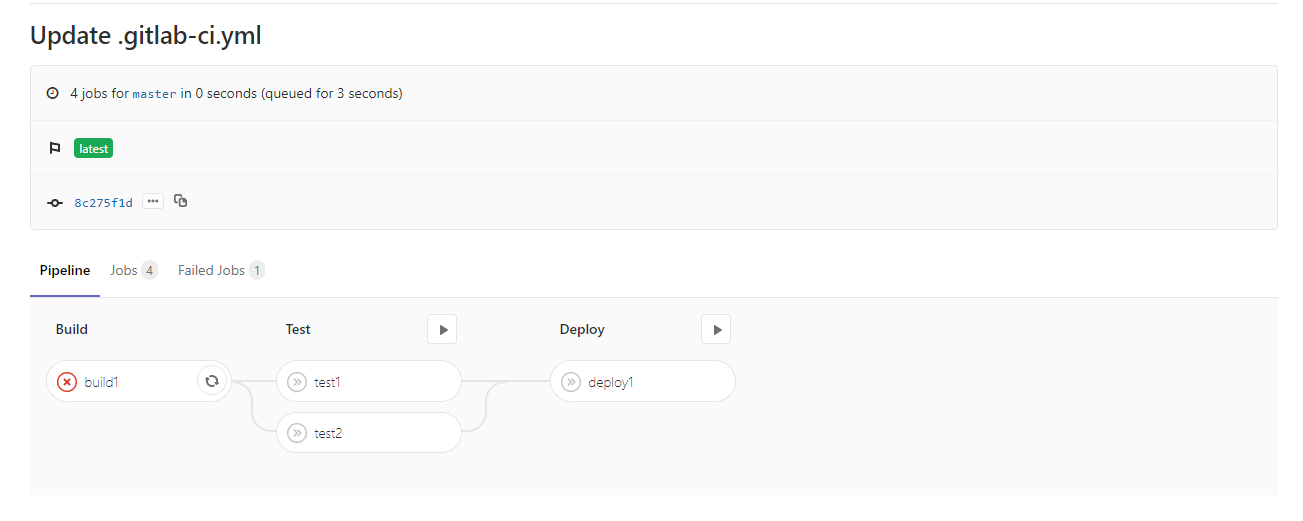 Update .gitlab-ci.yml
4 jobs for master in 0 seconds (queued for 3 seconds)
latest
8c275f1d
Pipeline Jobs 4 Failed Jobs 1
Build Test Deploy
build1 test1 deploy1
test2